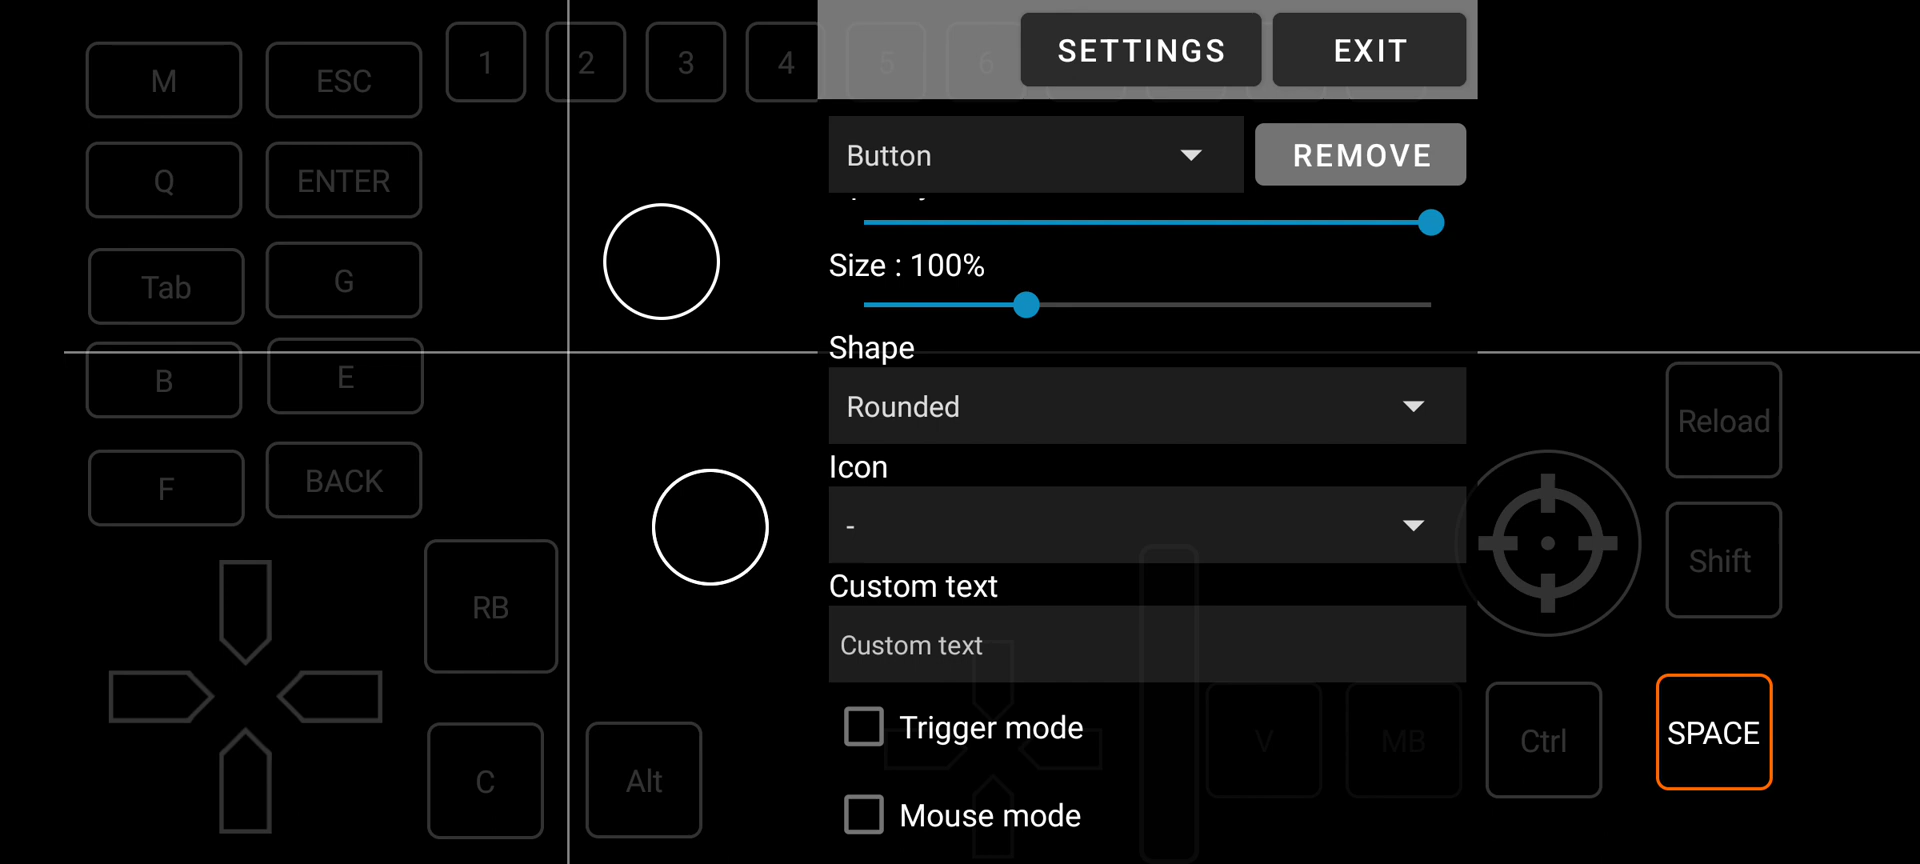 M
ESC
1
2
3
4
5
6
SETTINGS
EXIT
Button
REMOVE
Q
ENTER
Size : 100%
Tab
G
Shape
Rounded
B
E
Reload
Icon
-
F
BACK
Shift
Custom text
Custom text
RB
Trigger mode
V
MB
Ctrl
SPACE
C
Alt
Mouse mode